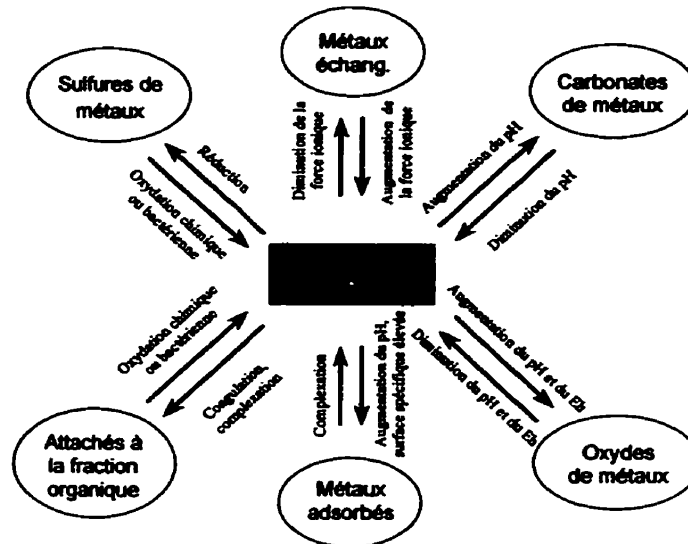 Sulfures de
métaux
Métaux
échang.
Carbonates
de métaux
Réduction
Oxydation chimique
ou bactérienne
Diminution de la
force ionique
Augmentation de
la force ionique
Augmentation du pH
Diminution du pH
Oxydation chimique
ou bactérienne
Coagulation,
complexation
Complexation
Augmentation du pH,
surface spécifique élevée
Augmentation du pH et du Eh
Diminution du pH et du Eh
Attachés à
la fraction
organique
Métaux
adsorbés
Oxydes
de métaux